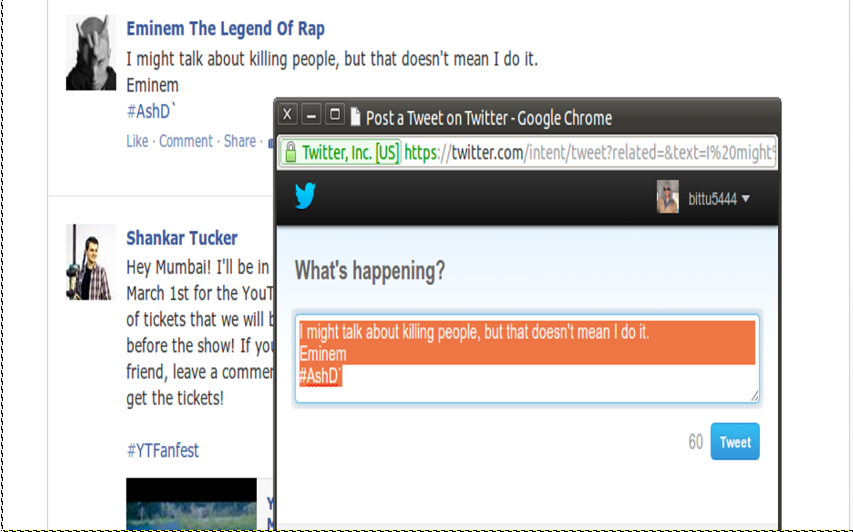 Eminem The Legend Of Rap
I might talk about killing people, but that doesn't mean I do it.
Eminem
#AshD`
Like · Comment · Share ·
Shankar Tucker
Hey Mumbai! I'll be in
March 1st for the YouT
of tickets that we will b
before the show! If you
friend, leave a commer
get the tickets!
#YTFanfest
Y
M
X
Post a Tweet on Twitter - Google Chrome
Twitter, Inc. [US] https://twitter.com/intent/tweet?related=&text=I%20might%
bittu5444
What's happening?
I might talk about killing people, but that doesn't mean I do it.
Eminem
#AshD`
60 Tweet